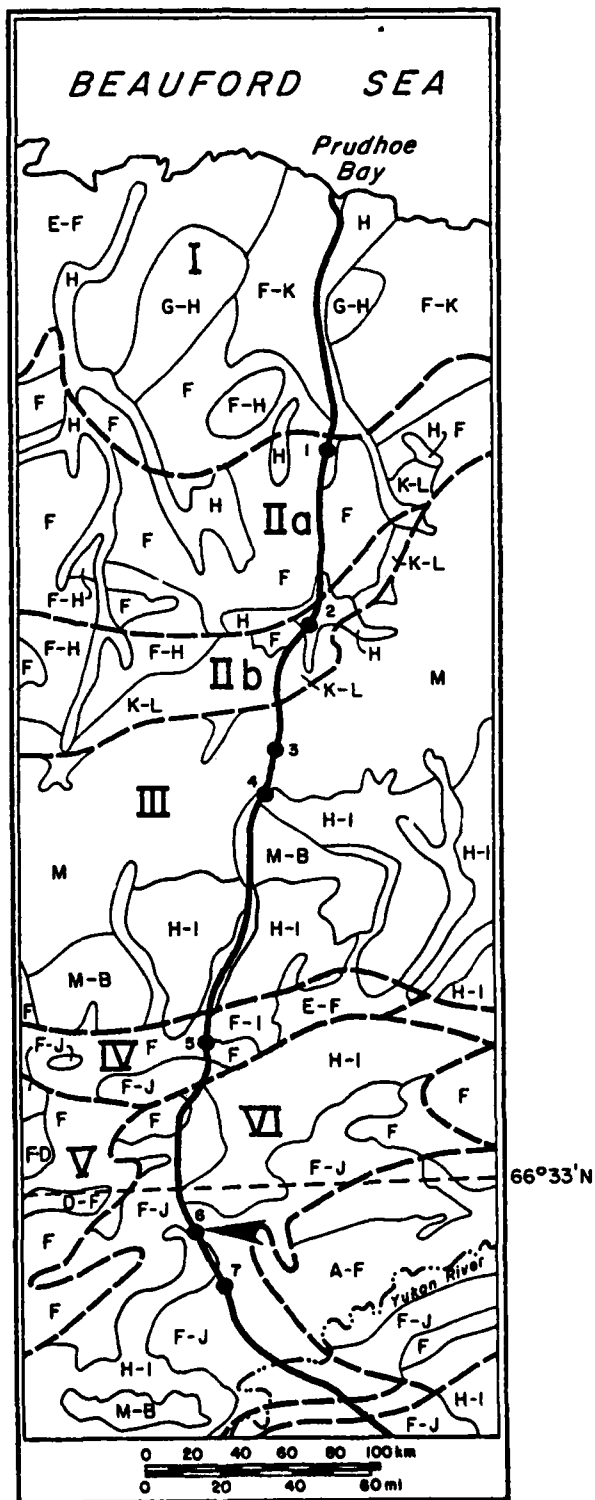 BEAUFORD SEA
Prudhoe
Bay
E-F
H
I
H
G-H
F-K
G-H
F-K
F
F
F-H
F
H
H
1
H, F
K-L
H
F
IIa
F
F
F
K-L
F-H
F
H
2
F-H
F-H
F
H
F
IIb
K-L
M
K-L
3
4
III
H-I
M-B
H-I
M
H-I
H-I
M-B
E-F
H-I
F
F-I
F-J
IV
F
5
F
H-I
F-J
F
F
VI
F
F
F-D
V
F-J
66°33'N
D-F
F-J
F
6
A-F
7
Yukon River
F
F-J
F-J
F
H-I
H-I
M-B
F-J
0 20 40 60 80 100 km
0 20 40 60 mi